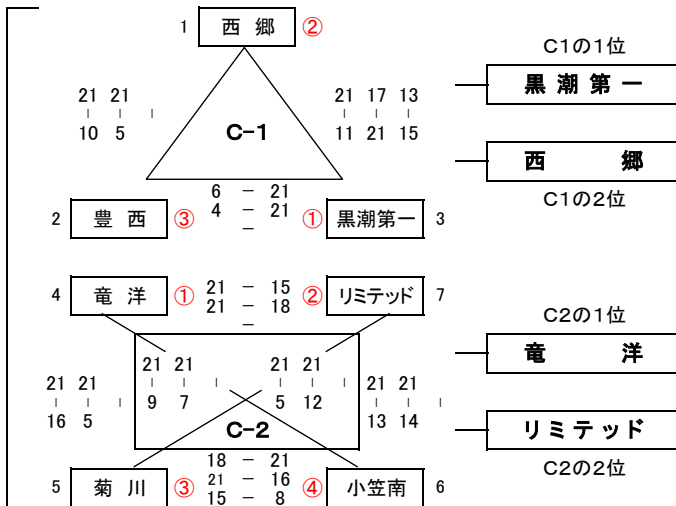 1 西 郷 ②
C1の1位
黒 潮 第 一
21 21
10 5
21 17 13
11 21 15
C-1
西 郷
C1の2位
6 - 21
4 - 21
-
2 豊 西 ③
① 黒潮第一 3
4 竜 洋 ①
21 - 15
21 - 18
-
② リミテッド 7
C2の1位
竜 洋
21 21
16 5
21 21
9 7
21 21
5 12
21 21
13 14
C-2
リ ミ テ ッ ド
C2の2位
18 - 21
21 - 16
15 - 8
5 菊 川 ③
④ 小笠南 6